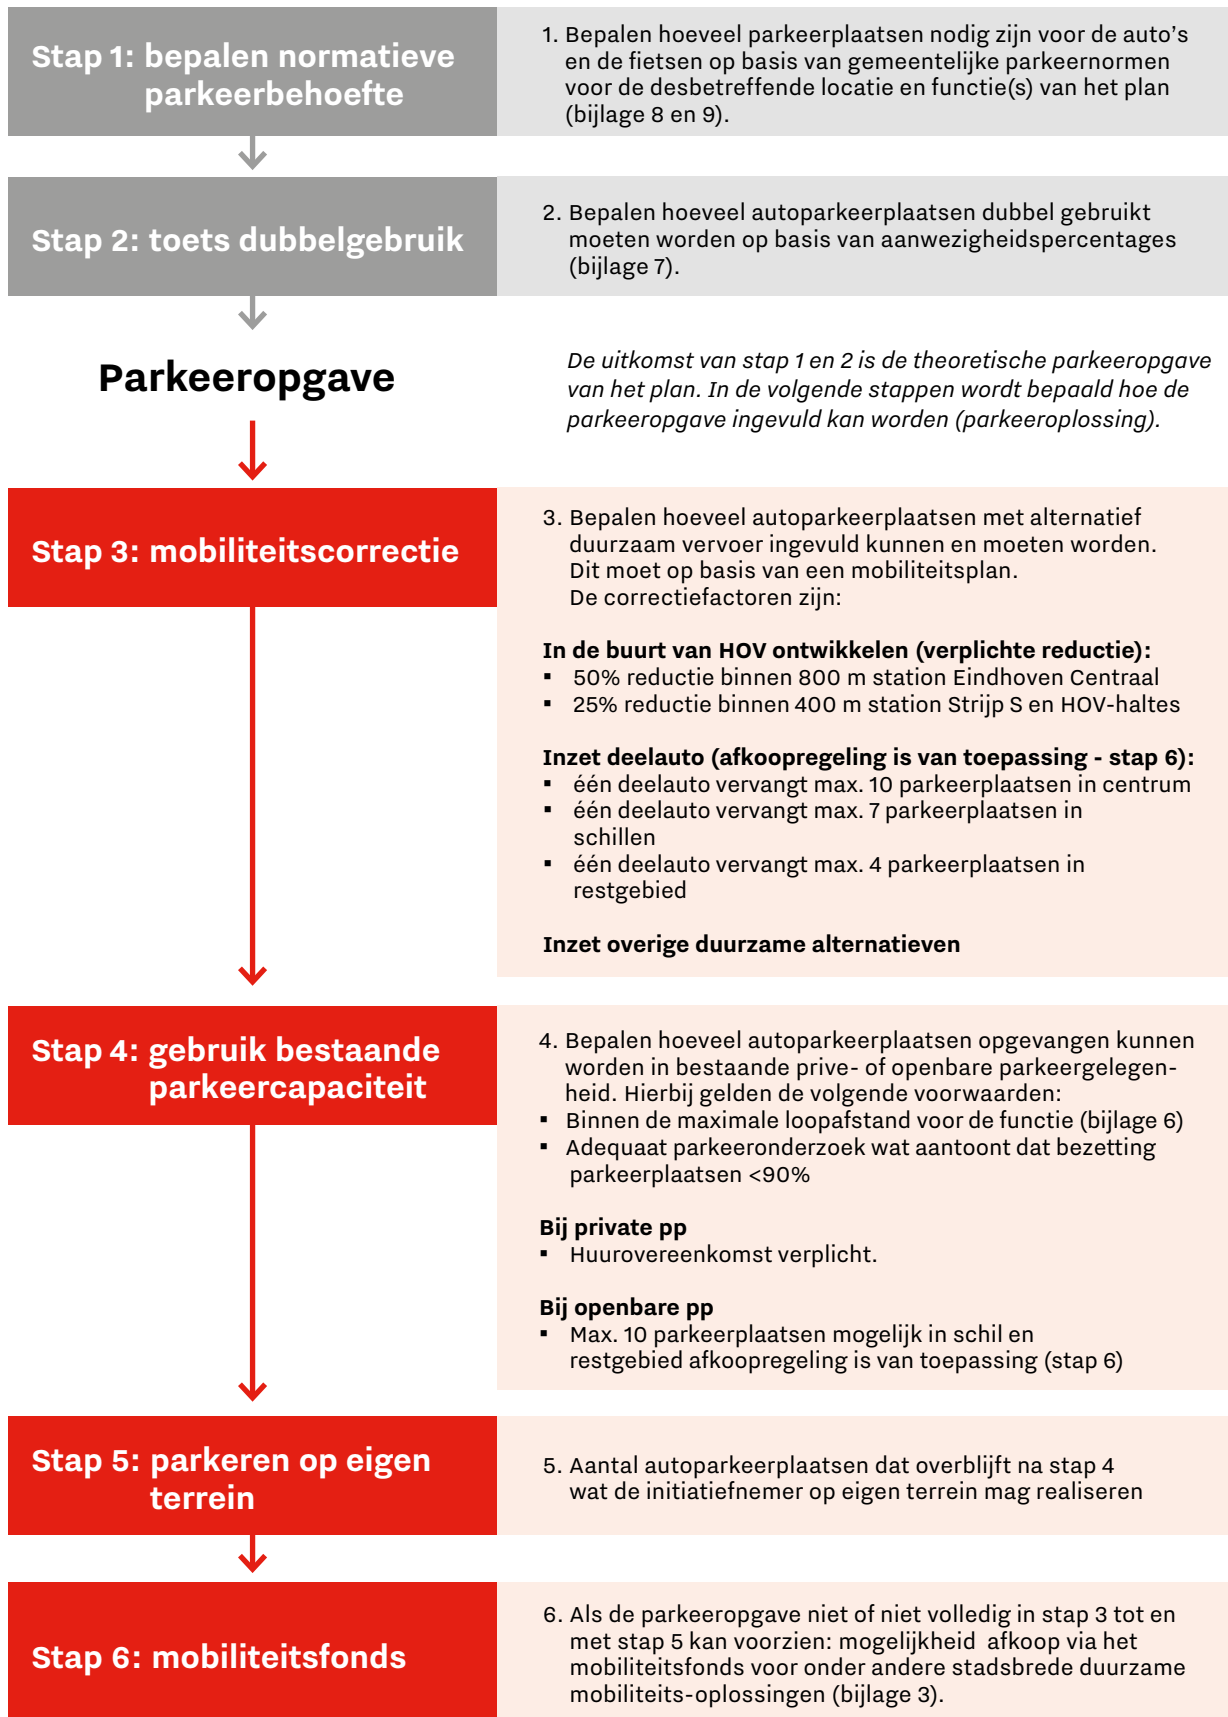 Stap 1: bepalen normatieve
parkeerbehoefte
1. Bepalen hoeveel parkeerplaatsen nodig zijn voor de auto's
en de fietsen op basis van gemeentelijke parkeernormen
voor de desbetreffende locatie en functie(s) van het plan
(bijlage 8 en 9).
Stap 2: toets dubbelgebruik
2. Bepalen hoeveel autoparkeerplaatsen dubbel gebruikt
moeten worden op basis van aanwezigheidspercentages
(bijlage 7).
Parkeeropgave
De uitkomst van stap 1 en 2 is de theoretische parkeeropgave
van het plan. In de volgende stappen wordt bepaald hoe de
parkeeropgave ingevuld kan worden (parkeeroplossing).
Stap 3: mobiliteitscorrectie
3. Bepalen hoeveel autoparkeerplaatsen met alternatief
duurzaam vervoer ingevuld kunnen en moeten worden.
Dit moet op basis van een mobiliteitsplan.
De correctiefactoren zijn:
In de buurt van HOV ontwikkelen (verplichte reductie):
▪ 50% reductie binnen 800 m station Eindhoven Centraal
▪ 25% reductie binnen 400 m station Strijp S en HOV-haltes
Inzet deelauto (afkoopregeling is van toepassing - stap 6):
▪ één deelauto vervangt max. 10 parkeerplaatsen in centrum
▪ één deelauto vervangt max. 7 parkeerplaatsen in
schillen
▪ één deelauto vervangt max. 4 parkeerplaatsen in
restgebied
Inzet overige duurzame alternatieven
Stap 4: gebruik bestaande
parkeercapaciteit
4. Bepalen hoeveel autoparkeerplaatsen opgevangen kunnen
worden in bestaande prive- of openbare parkeergelegen-
heid. Hierbij gelden de volgende voorwaarden:
▪ Binnen de maximale loopafstand voor de functie (bijlage 6)
▪ Adequaat parkeeronderzoek wat aantoont dat bezetting
parkeerplaatsen <90%
Bij private pp
▪ Huurovereenkomst verplicht.
Bij openbare pp
▪ Max. 10 parkeerplaatsen mogelijk in schil en
restgebied afkoopregeling is van toepassing (stap 6)
Stap 5: parkeren op eigen
terrein
5. Aantal autoparkeerplaatsen dat overblijft na stap 4
wat de initiatiefnemer op eigen terrein mag realiseren
Stap 6: mobiliteitsfonds
6. Als de parkeeropgave niet of niet volledig in stap 3 tot en
met stap 5 kan voorzien: mogelijkheid afkoop via het
mobiliteitsfonds voor onder andere stadsbrede duurzame
mobiliteits-oplossingen (bijlage 3).